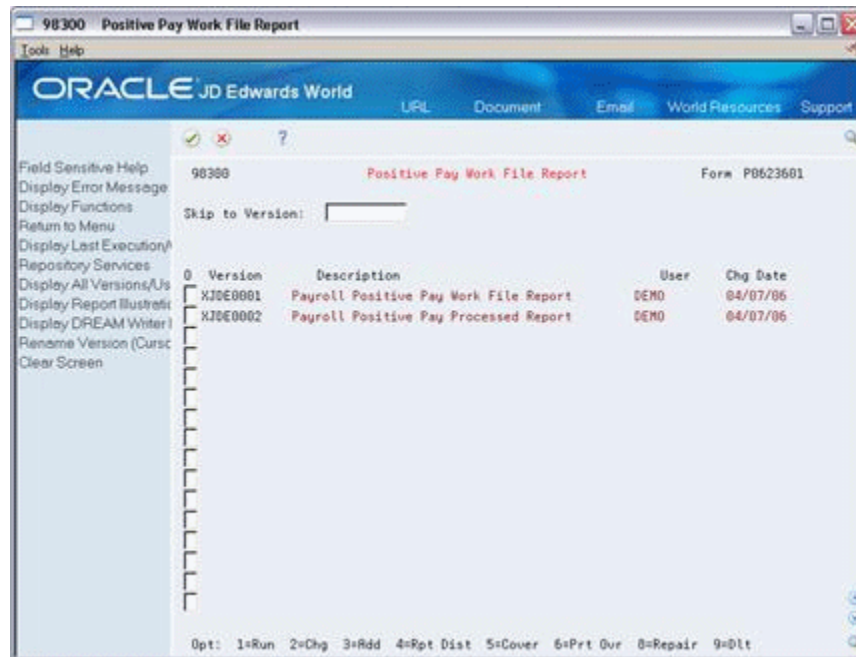 98300 Positive Pay Work File Report
Tools Help
ORACLE JD Edwards World
URL Document Email World Resources Support
?
Field Sensitive Help
Display Error Message
Display Functions
Return to Menu
Display Last Execution/
Repository Services
Display All Versions/Us
Display Report Illustratio
Display DREAM Writer
Rename Version (Cursc
Clear Screen
98300 Positive Pay Work File Report Form P0623601
Skip to Version:
O Version Description User Chg Date
XJDE0001 Payroll Positive Pay Work File Report DEMO 04/07/06
XJDE0002 Payroll Positive Pay Processed Report DEMO 04/07/06
Opt: 1=Run 2=Chg 3=Add 4=Rpt Dist 5=Cover 6=Prt Ovr 8=Repair 9=Dlt